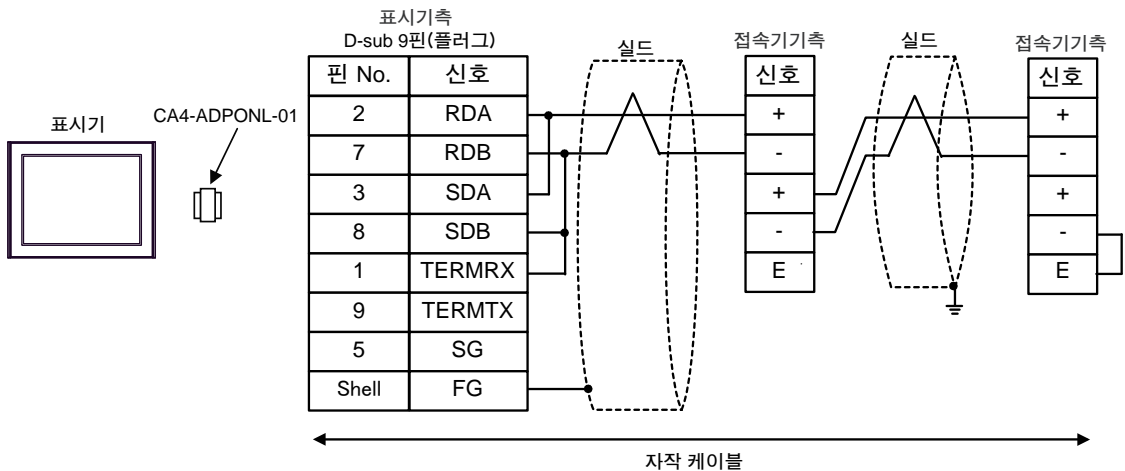 표시기측
D-sub 9핀(플러그)
실드
접속기기측
실드
접속기기측
표시기
CA4-ADPONL-01
핀 No. 신호
2 RDA
7 RDB
3 SDA
8 SDB
1 TERMRX
9 TERMTX
5 SG
Shell FG
신호
+
-
+
-
E
신호
+
-
+
-
E
자작 케이블